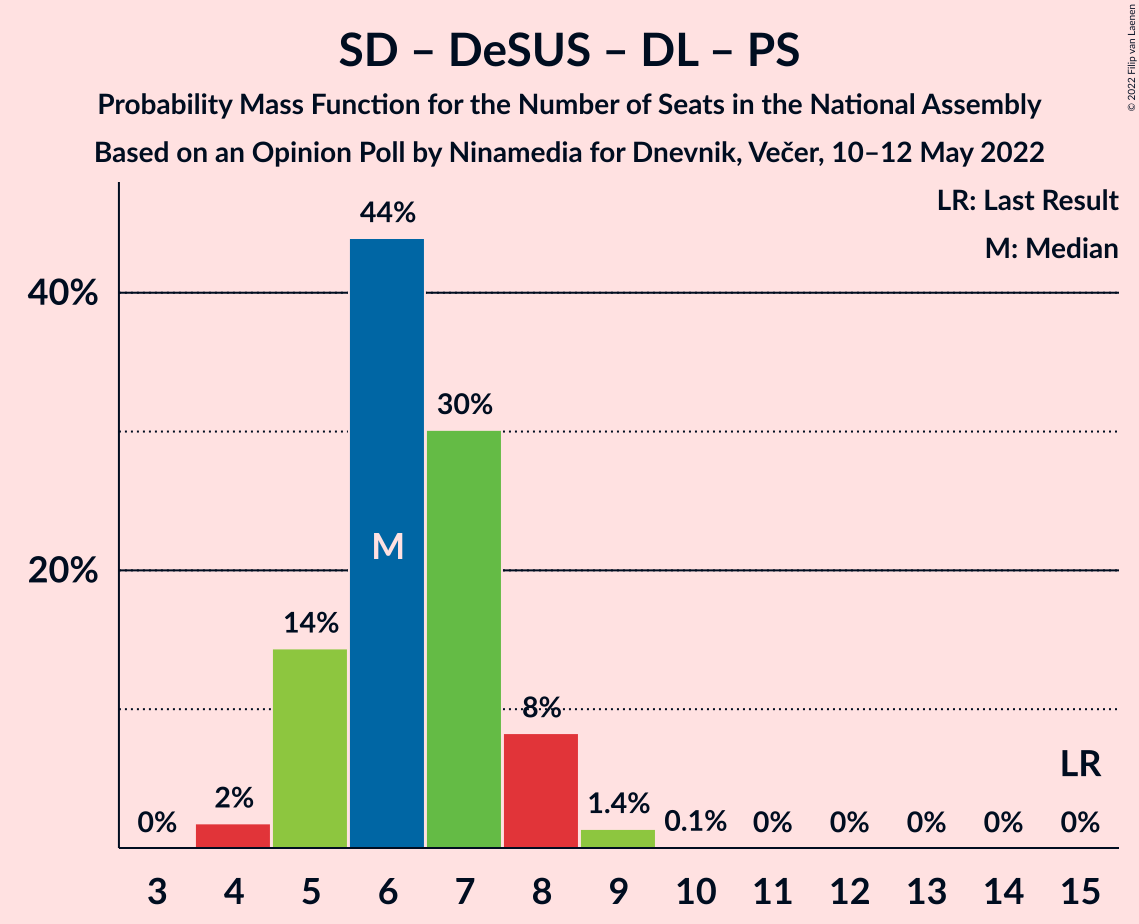 SD – DeSUS – DL – PS
Probability Mass Function for the Number of Seats in the National Assembly
Based on an Opinion Poll by Ninamedia for Dnevnik, Večer, 10–12 May 2022
© 2022 Filip van Laenen
LR: Last Result
M: Median
40%
20%
0%
2%
14%
44%
30%
8%
1.4%
0.1%
0%
0%
0%
0%
0%
M
LR
3 4 5 6 7 8 9 10 11 12 13 14 15